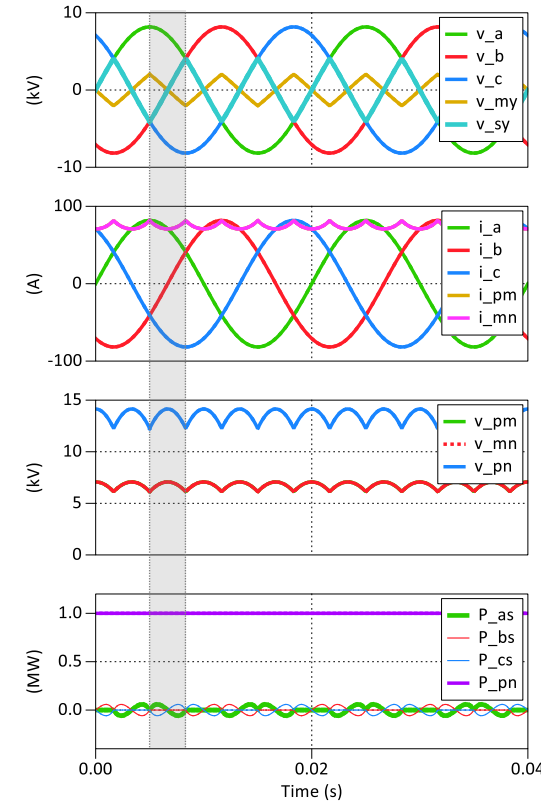 10
0
-10
(kV)
v_a
v_b
v_c
v_my
v_sy
100
0
-100
(A)
i_a
i_b
i_c
i_pm
i_mn
15
10
5
0
(kV)
v_pm
v_mn
v_pn
1.0
0.5
0.0
(MW)
P_as
P_bs
P_cs
P_pn
0.00 0.02 0.04
Time (s)